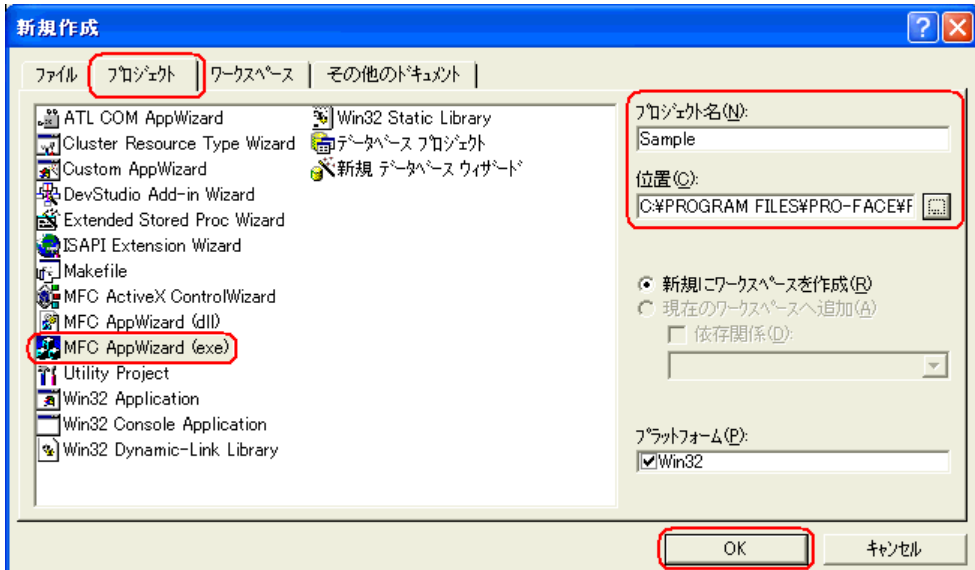 新規作成
ファイル プロジェクト ワークスペース その他のドキュメント
ATL COM AppWizard
Cluster Resource Type Wizard
Custom AppWizard
DevStudio Add-in Wizard
Extended Stored Proc Wizard
ISAPI Extension Wizard
Makefile
MFC ActiveX ControlWizard
MFC AppWizard (dll)
MFC AppWizard (exe)
Utility Project
Win32 Application
Win32 Console Application
Win32 Dynamic-Link Library
Win32 Static Library
データベース プロジェクト
新規 データベース ウィザード
プロジェクト名(N):
Sample
位置(C):
C:¥PROGRAM FILES¥PRO-FACE¥F
...
新規にワークスペースを作成(R)
現在のワークスペースへ追加(A)
依存関係(D):
プラットフォーム(P):
Win32
OK
キャンセル